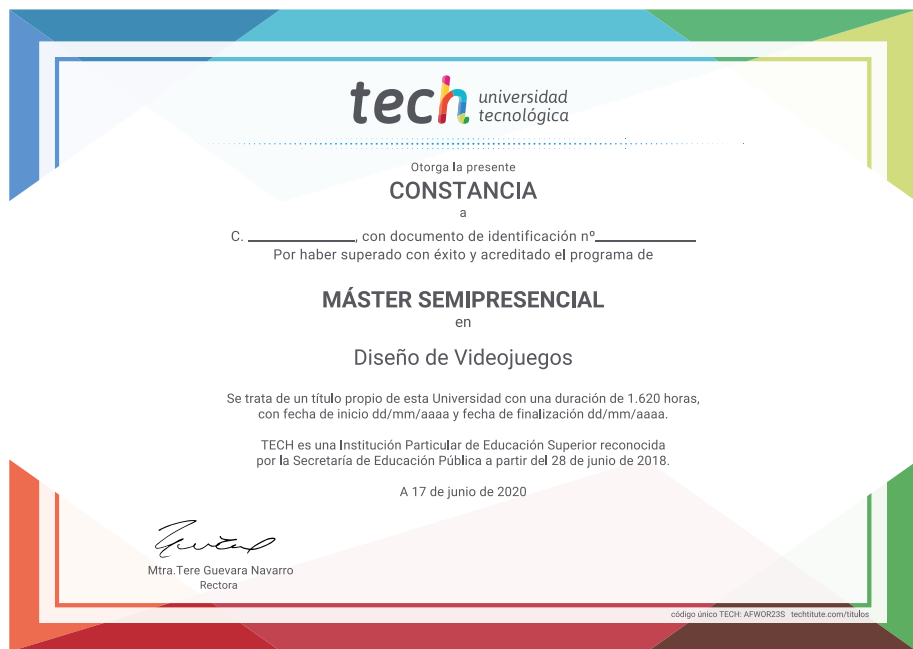 tech universidad
tecnológica
Otorga la presente
CONSTANCIA
a
C. ____________, con documento de identificación nº____________
Por haber superado con éxito y acreditado el programa de
MÁSTER SEMIPRESENCIAL
en
Diseño de Videojuegos
Se trata de un título propio de esta Universidad con una duración de 1.620 horas,
con fecha de inicio dd/mm/aaaa y fecha de finalización dd/mm/aaaa.
TECH es una Institución Particular de Educación Superior reconocida
por la Secretaría de Educación Pública a partir del 28 de junio de 2018.
A 17 de junio de 2020
Mtra.Tere Guevara Navarro
Rectora
código único TECH: AFWOR23S techtitute.com/titulos